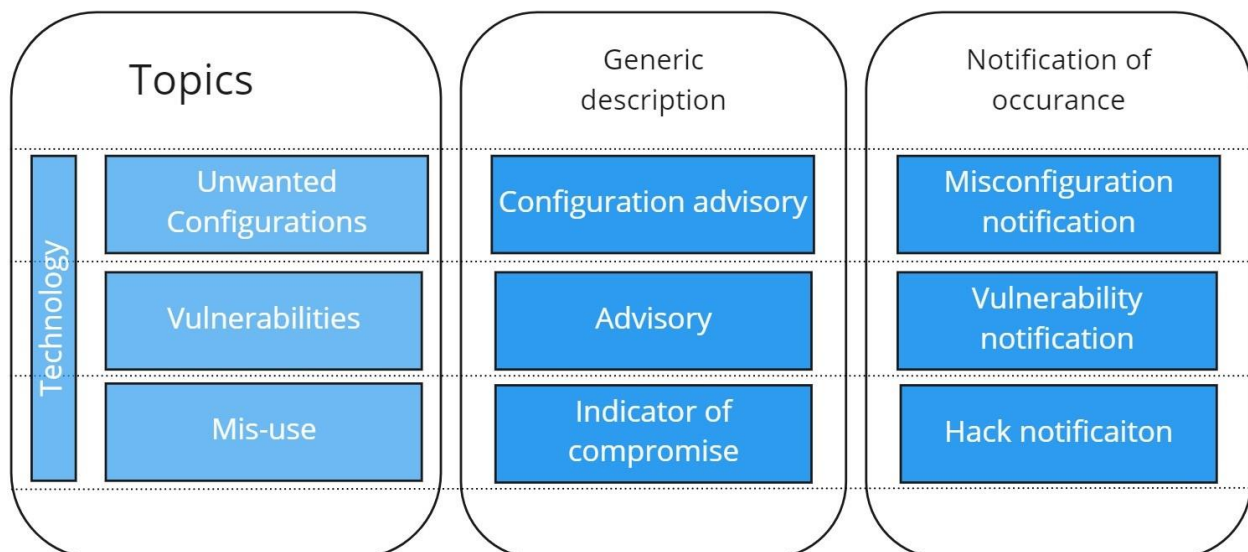 Topics
Generic
description
Notification of
occurance
Technology
Unwanted
Configurations
Configuration advisory
Misconfiguration
notification
Vulnerabilities
Advisory
Vulnerability
notification
Mis-use
Indicator of
compromise
Hack notificaiton